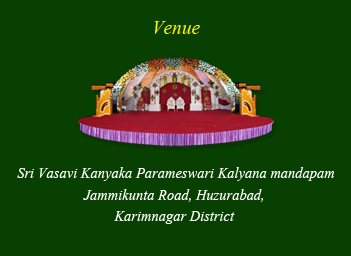 Venue
Sri Vasavi Kanyaka Parameswari Kalyana mandapam
Jammikunta Road, Huzurabad,
Karimnagar District